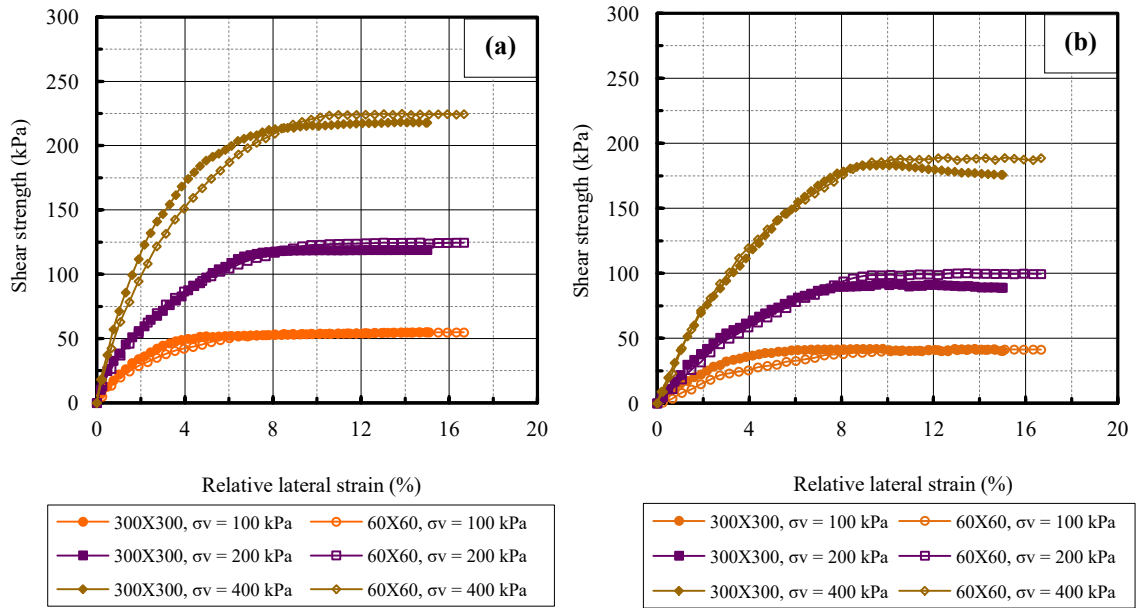 300
250
200
150
100
50
0
Shear strength (kPa)
(a)
0 4 8 12 16 20
Relative lateral strain (%)
300X300, σv = 100 kPa 60X60, σv = 100 kPa
300X300, σv = 200 kPa 60X60, σv = 200 kPa
300X300, σv = 400 kPa 60X60, σv = 400 kPa
300
250
200
150
100
50
0
Shear strength (kPa)
(b)
0 4 8 12 16 20
Relative lateral strain (%)
300X300, σv = 100 kPa 60X60, σv = 100 kPa
300X300, σv = 200 kPa 60X60, σv = 200 kPa
300X300, σv = 400 kPa 60X60, σv = 400 kPa